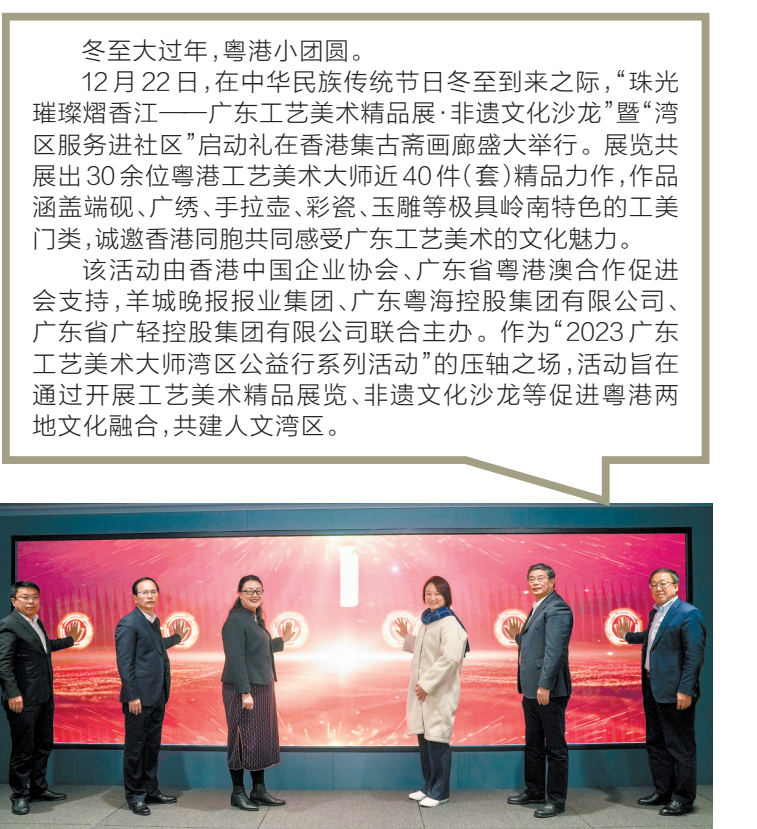 冬至大过年，粤港小团圆。
12月22日，在中华民族传统节日冬至到来之际，“珠光
璀璨熠香江——广东工艺美术精品展·非遗文化沙龙”暨“湾
区服务进社区”启动礼在香港集古斋画廊盛大举行。展览共
展出30余位粤港工艺美术大师近40件（套）精品力作，作品
涵盖端砚、广绣、手拉壶、彩瓷、玉雕等极具岭南特色的工美
门类，诚邀香港同胞共同感受广东工艺美术的文化魅力。
该活动由香港中国企业协会、广东省粤港澳合作促进
会支持，羊城晚报报业集团、广东粤海控股集团有限公司、
广东省广轻控股集团有限公司联合主办。作为“2023广东
工艺美术大师湾区公益行系列活动”的压轴之场，活动旨在
通过开展工艺美术精品展览、非遗文化沙龙等促进粤港两
地文化融合，共建人文湾区。